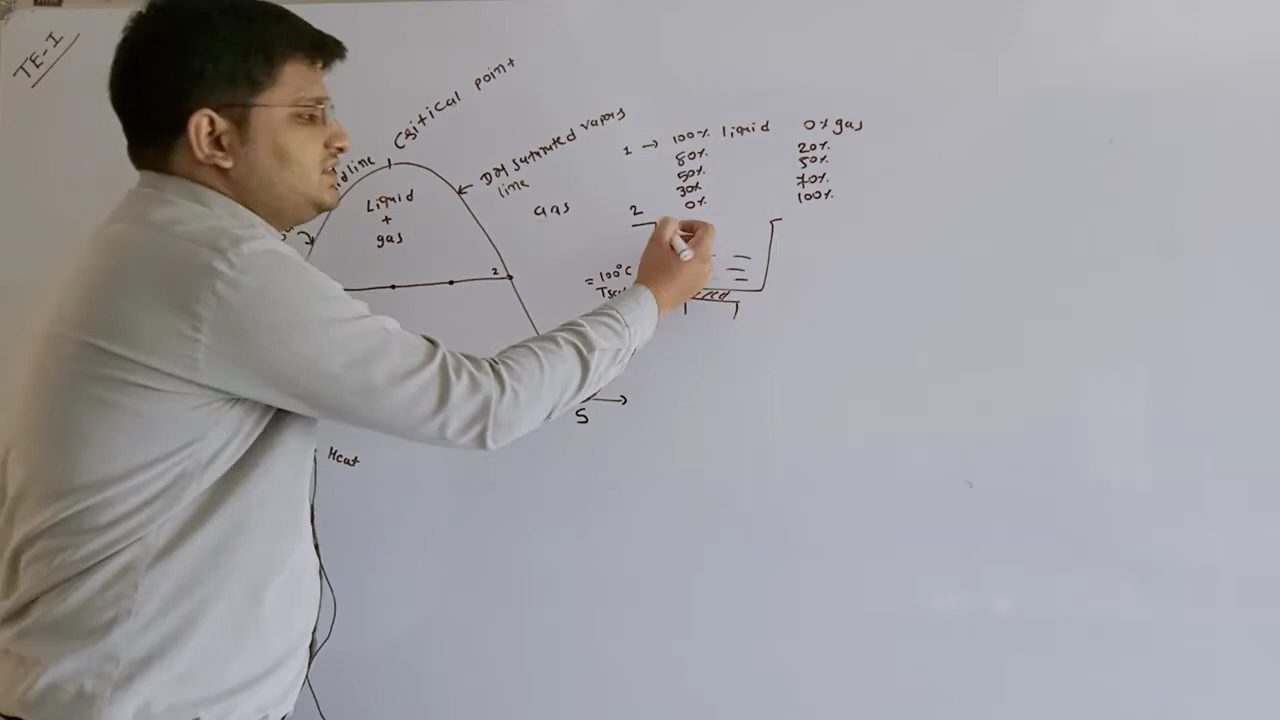 TE-I
Critical point
Dry saturated vapors
line
Liquid
+
gas
gas
2
1 → 100% liquid 0% gas
80% 20%
50% 50%
30% 70%
2 0% 100%
= 100°C
S
Heat